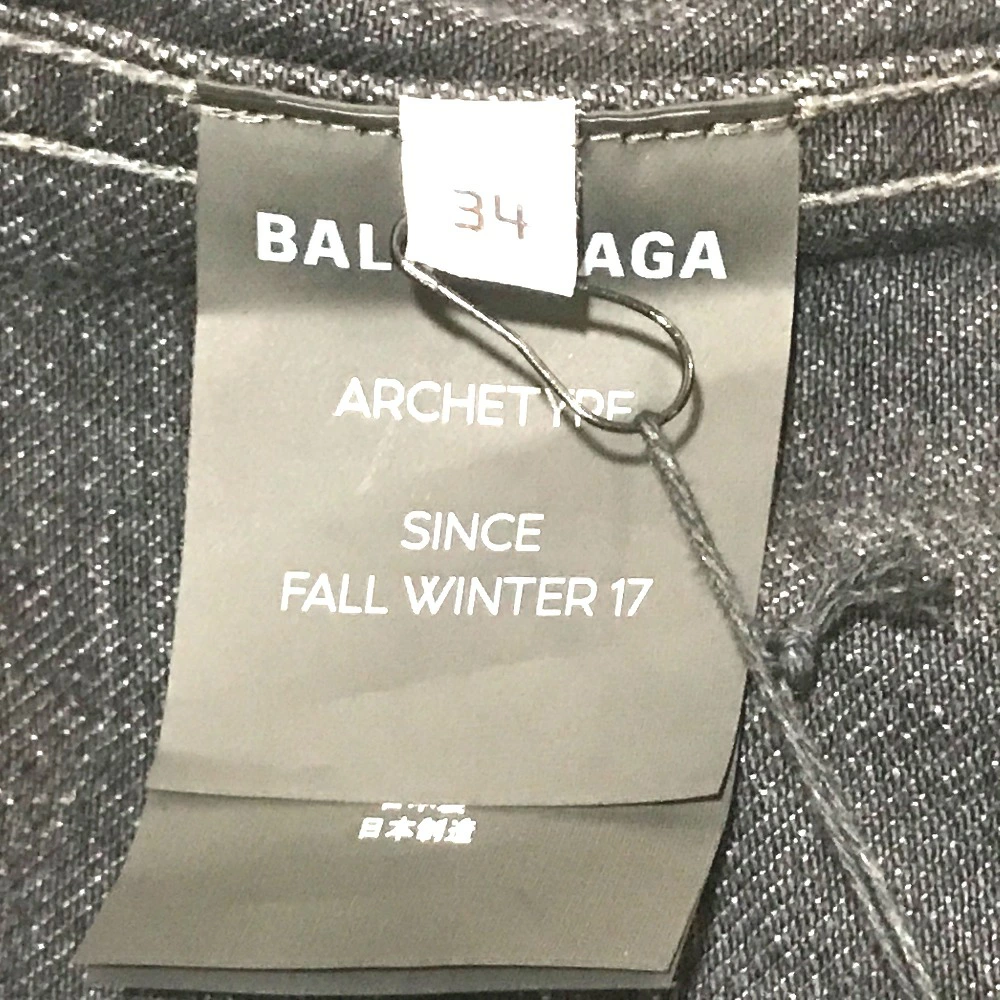 34
BAL AGA
ARCHETYPE
SINCE
FALL WINTER 17
日本制造